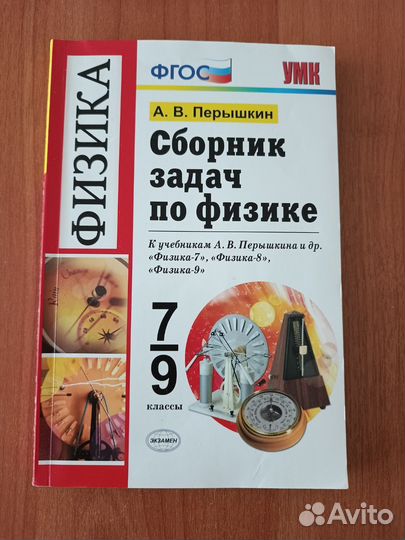 ФИЗИКА
ФГОС
УМК
А. В. Перышкин
Сборник
задач
по физике
К учебникам А. В. Перышкина и др.
«Физика-7», «Физика-8»,
«Физика-9»
7
9
классы
ЭКЗАМЕН
Avito